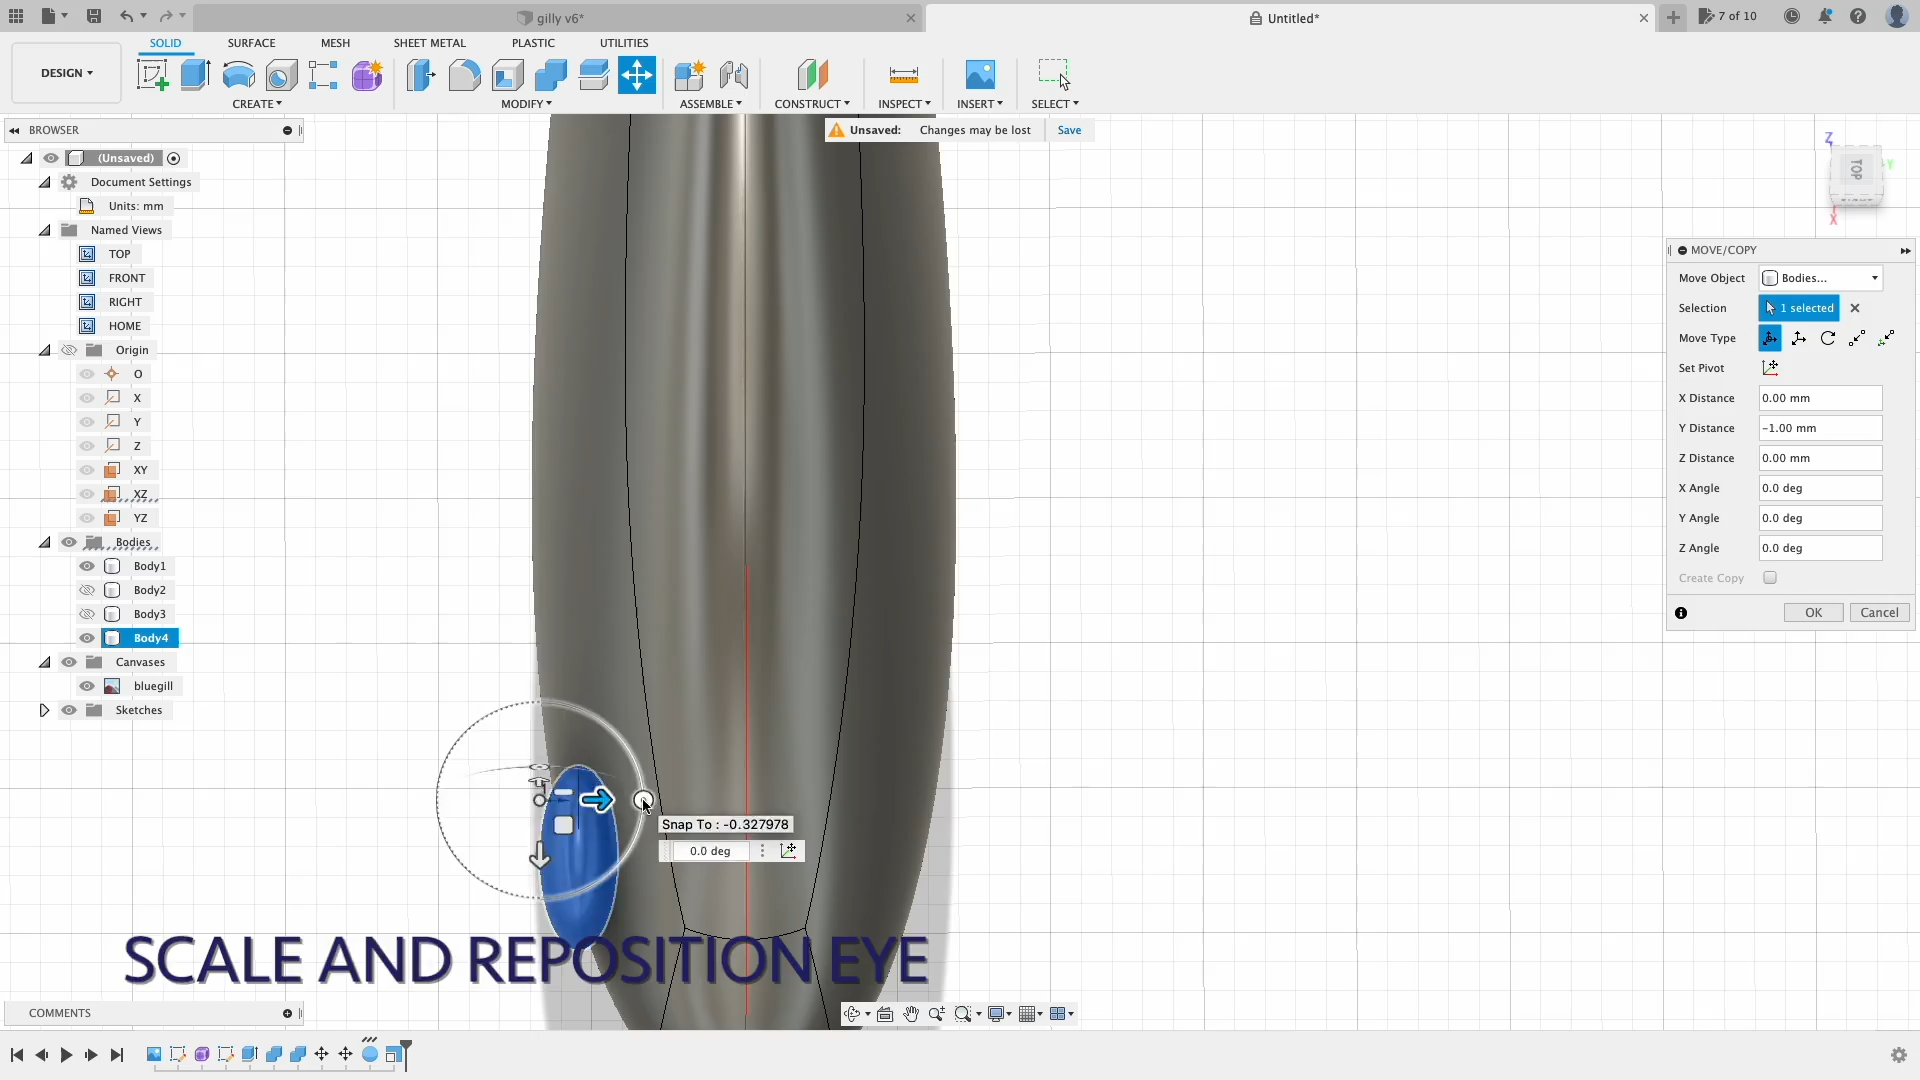 gilly v6*
Untitled*
7 of 10
DESIGN
SOLID SURFACE MESH SHEET METAL PLASTIC UTILITIES
CREATE MODIFY ASSEMBLE CONSTRUCT INSPECT INSERT SELECT
BROWSER
Unsaved: Changes may be lost Save
(Unsaved)
Document Settings
Units: mm
Named Views
TOP
FRONT
RIGHT
HOME
Origin
O
X
Y
Z
XY
XZ
YZ
Bodies
Body1
Body2
Body3
Body4
Canvases
bluegill
Sketches
Z
Y
TOP
X
MOVE/COPY
Move Object Bodies...
Selection 1 selected
Move Type
Set Pivot
X Distance 0.00 mm
Y Distance -1.00 mm
Z Distance 0.00 mm
X Angle 0.0 deg
Y Angle 0.0 deg
Z Angle 0.0 deg
Create Copy
OK Cancel
Snap To : -0.327978
0.0 deg
SCALE AND REPOSITION EYE
COMMENTS